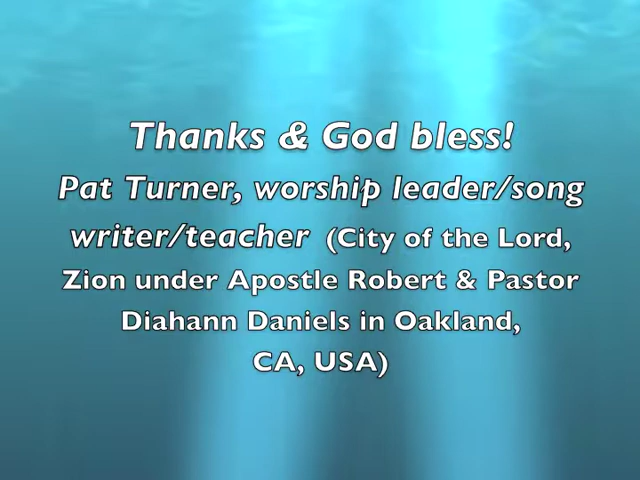 Thanks & God bless!
Pat Turner, worship leader/song
writer/teacher (City of the Lord,
Zion under Apostle Robert & Pastor
Diahann Daniels in Oakland,
CA, USA)